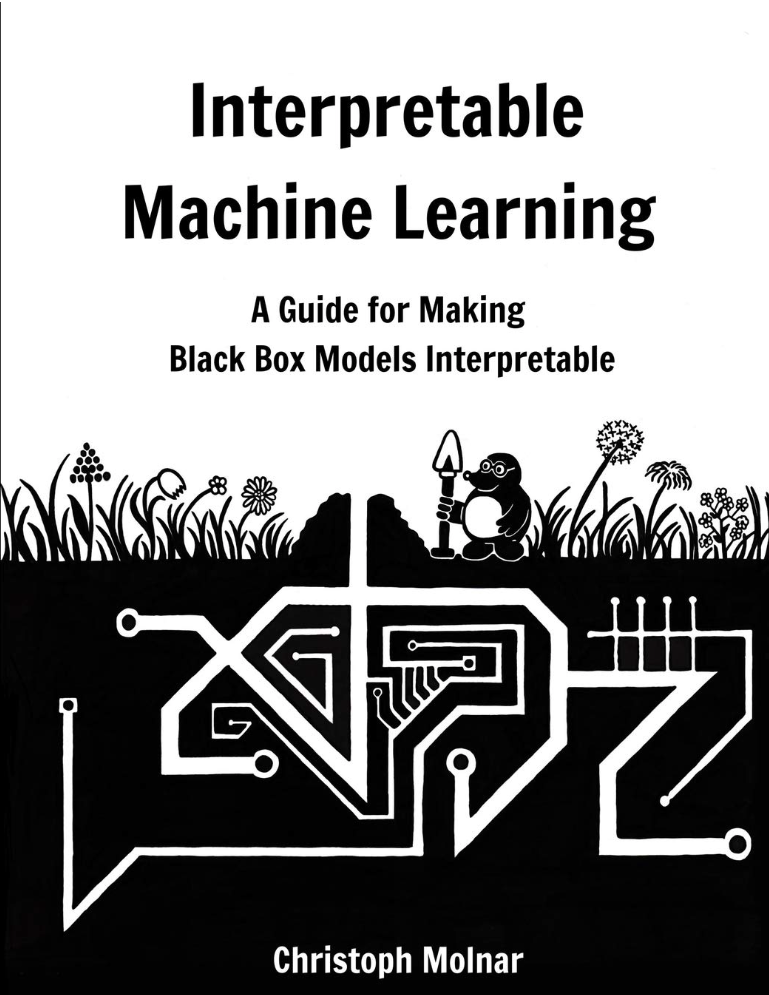 Interpretable
Machine Learning
A Guide for Making
Black Box Models Interpretable
Christoph Molnar